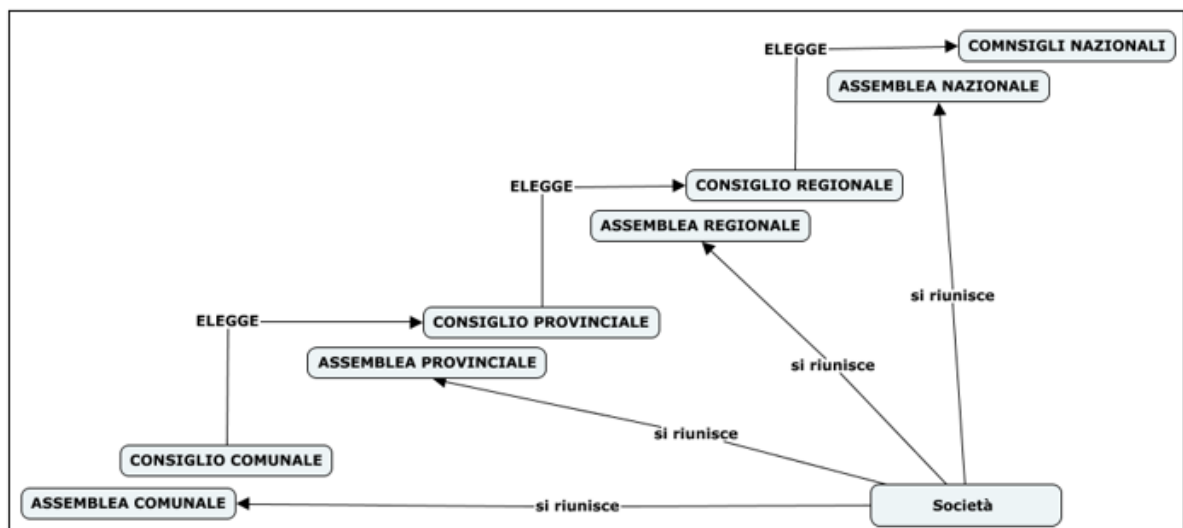 ELEGGE
COMNSIGLI NAZIONALI
ASSEMBLEA NAZIONALE
ELEGGE
CONSIGLIO REGIONALE
ASSEMBLEA REGIONALE
si riunisce
ELEGGE
CONSIGLIO PROVINCIALE
ASSEMBLEA PROVINCIALE
si riunisce
si riunisce
CONSIGLIO COMUNALE
ASSEMBLEA COMUNALE
si riunisce
Società